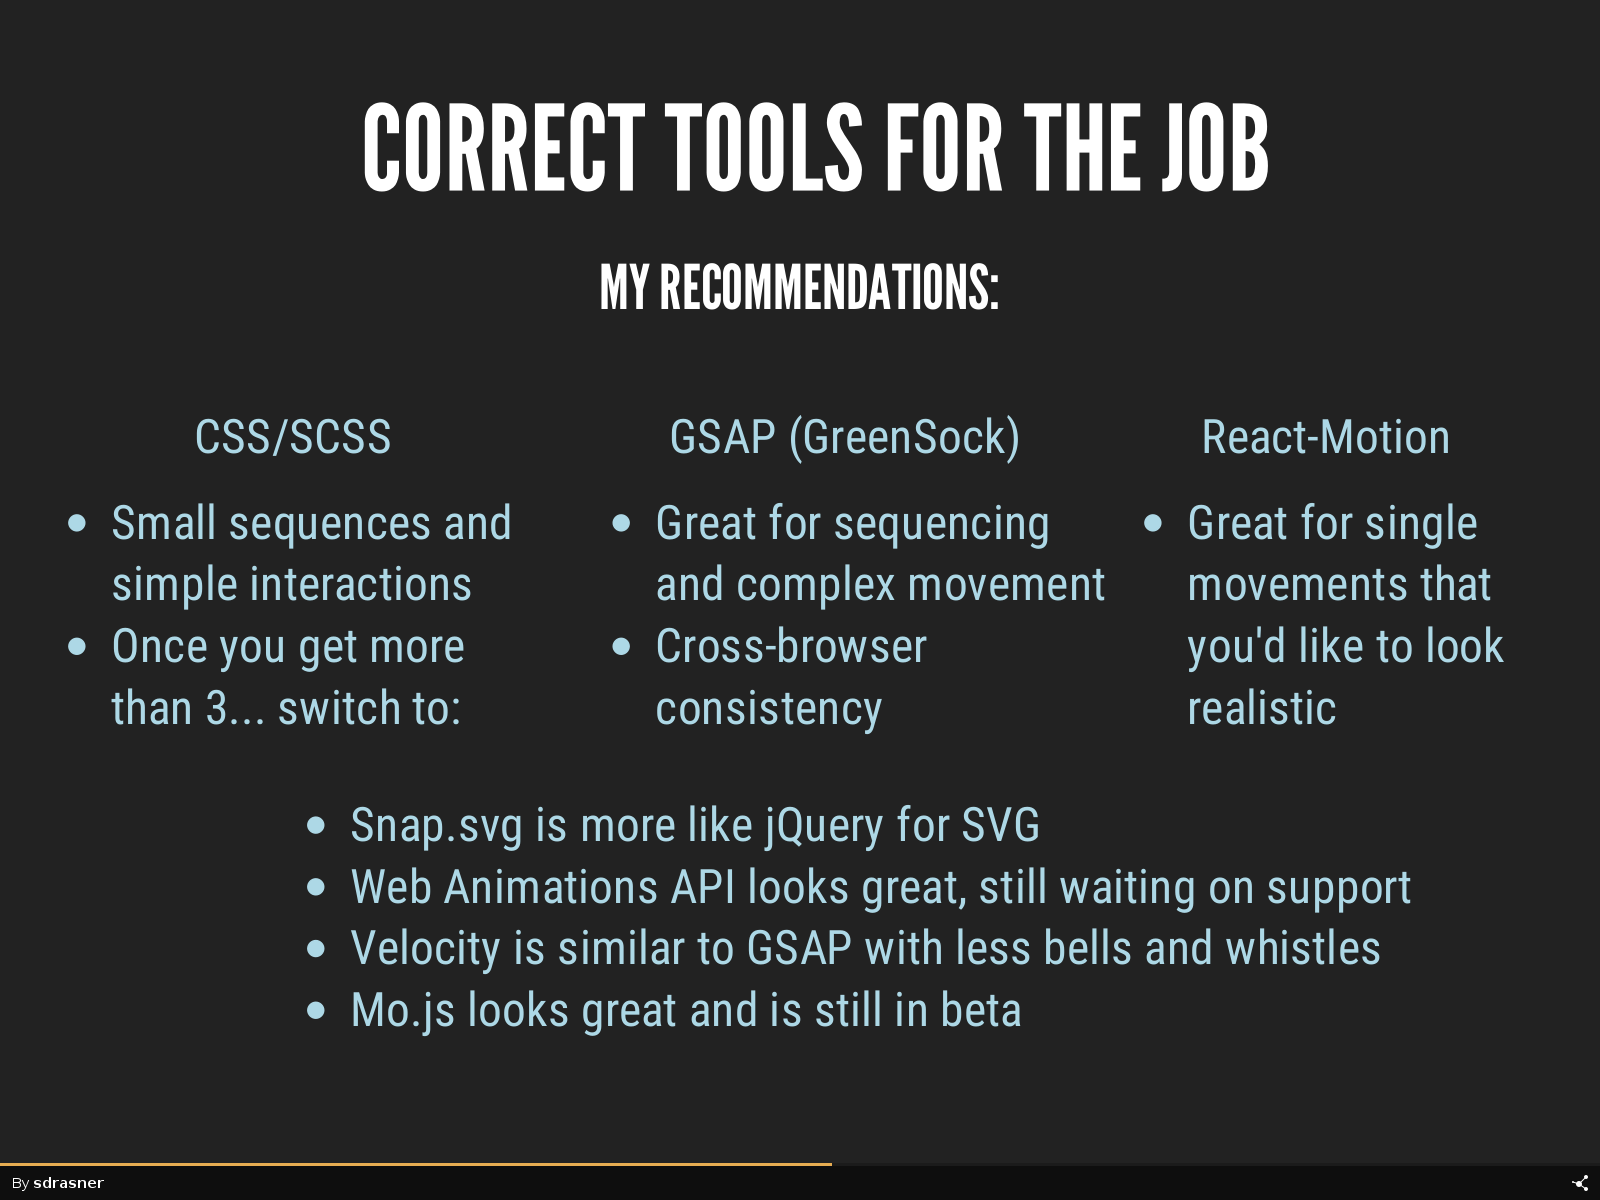 CORRECT TOOLS FOR THE JOB
MY RECOMMENDATIONS:
CSS/SCSS
• Small sequences and
simple interactions
• Once you get more
than 3... switch to:
GSAP (GreenSock)
• Great for sequencing
and complex movement
• Cross-browser
consistency
React-Motion
• Great for single
movements that
you'd like to look
realistic
• Snap.svg is more like jQuery for SVG
• Web Animations API looks great, still waiting on support
• Velocity is similar to GSAP with less bells and whistles
• Mo.js looks great and is still in beta
By sdrasner